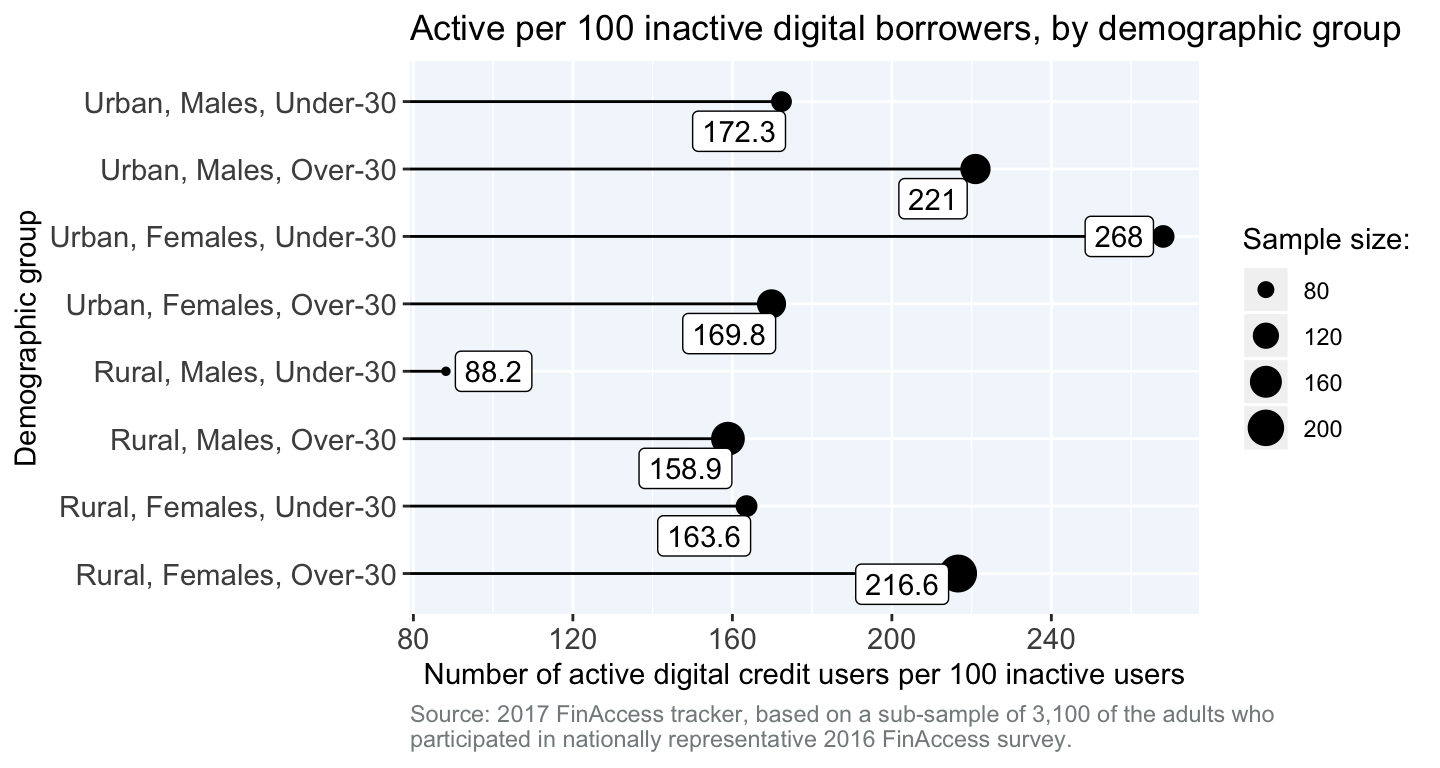 Active per 100 inactive digital borrowers, by demographic group
Demographic group
Urban, Males, Under-30
172.3
Urban, Males, Over-30
221
Urban, Females, Under-30
268
Urban, Females, Over-30
169.8
Rural, Males, Under-30
88.2
Rural, Males, Over-30
158.9
Rural, Females, Under-30
163.6
Rural, Females, Over-30
216.6
80 120 160 200 240
Number of active digital credit users per 100 inactive users
Sample size:
80
120
160
200
Source: 2017 FinAccess tracker, based on a sub-sample of 3,100 of the adults who
participated in nationally representative 2016 FinAccess survey.